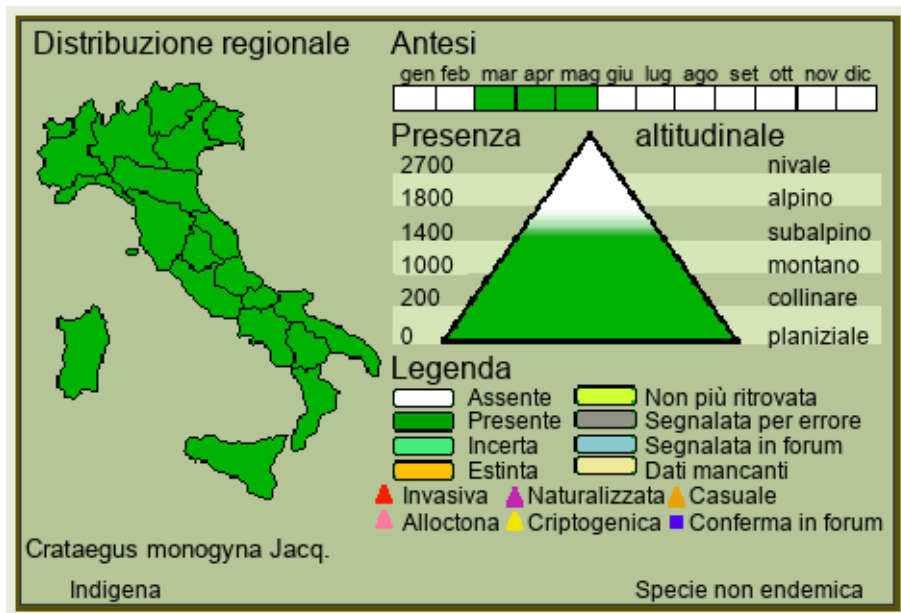 Distribuzione regionale
Antesi
gen feb mar apr mag giu lug ago set ott nov dic
Presenza altitudinale
2700 nivale
1800 alpino
1400 subalpino
1000 montano
200 collinare
0 planiziale
Legenda
Assente Non più ritrovata
Presente Segnalata per errore
Incerta Segnalata in forum
Estinta Dati mancanti
Invasiva Naturalizzata Casuale
Alloctona Criptogenica Conferma in forum
Crataegus monogyna Jacq.
Indigena Specie non endemica